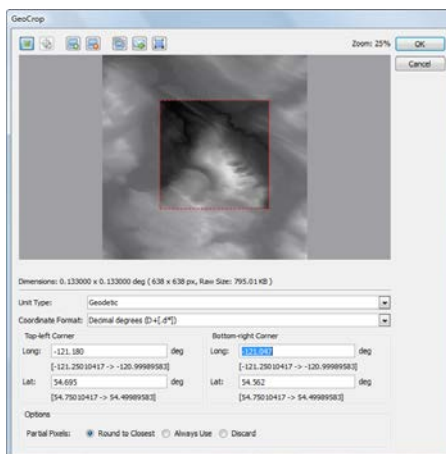 GeoCrop
Zoom: 25%
OK
Cancel
Dimensions: 0.133000 x 0.133000 deg ( 638 x 638 px, Raw Size: 795.01 KB )
Unit Type: Geodetic
Coordinate Format: Decimal degrees (D+[.d*])
Top-left Corner
Long: -121.180 deg
[-121.25010417 -> -120.99989583]
Lat: 54.695 deg
[54.75010417 -> 54.49989583]
Bottom-right Corner
Long: -121.047 deg
[-121.25010417 -> -120.99989583]
Lat: 54.562 deg
[54.75010417 -> 54.49989583]
Options
Partial Pixels: Round to Closest Always Use Discard